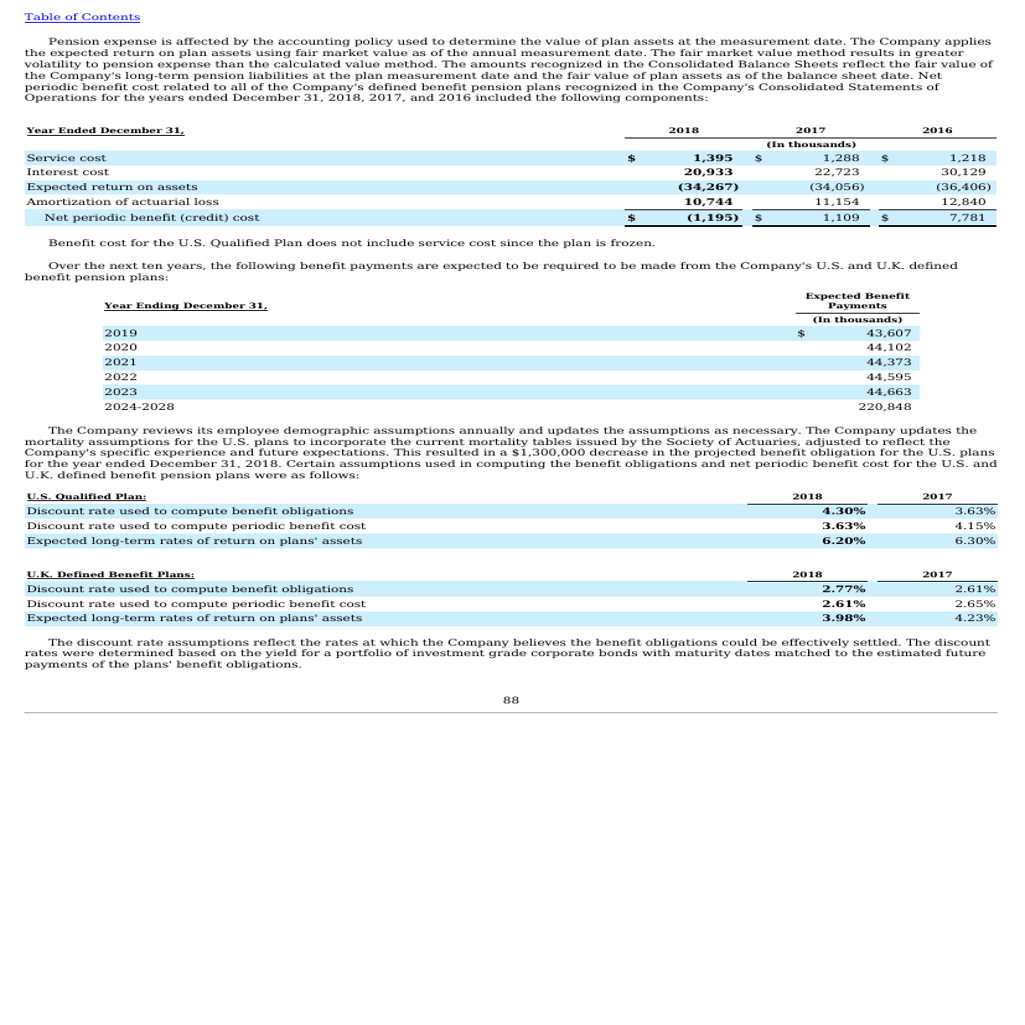 Table of Contents
Pension expense is affected by the accounting policy used to determine the value of plan assets at the measurement date. The Company applies
the expected return on plan assets using fair market value as of the annual measurement date. The fair market value method results in greater
volatility to pension expense than the calculated value method. The amounts recognized in the Consolidated Balance Sheets reflect the fair value of
the Company's long-term pension liabilities at the plan measurement date and the fair value of plan assets as of the balance sheet date. Net
periodic benefit cost related to all of the Company's defined benefit pension plans recognized in the Company's Consolidated Statements of
Operations for the years ended December 31, 2018, 2017, and 2016 included the following components:
Year Ended December 31, 2018 2017 2016
(In thousands)
Service cost $ 1,395 $ 1,288 $ 1,218
Interest cost 20,933 22,723 30,129
Expected return on assets (34,267) (34,056) (36,406)
Amortization of actuarial loss 10,744 11,154 12,840
Net periodic benefit (credit) cost $ (1,195) $ 1,109 $ 7,781
Benefit cost for the U.S. Qualified Plan does not include service cost since the plan is frozen.
Over the next ten years, the following benefit payments are expected to be required to be made from the Company's U.S. and U.K. defined
benefit pension plans:
Year Ending December 31, Expected Benefit
Payments
(In thousands)
2019 $ 43,607
2020 44,102
2021 44,373
2022 44,595
2023 44,663
2024-2028 220,848
The Company reviews its employee demographic assumptions annually and updates the assumptions as necessary. The Company updates the
mortality assumptions for the U.S. plans to incorporate the current mortality tables issued by the Society of Actuaries, adjusted to reflect the
Company's specific experience and future expectations. This resulted in a $1,300,000 decrease in the projected benefit obligation for the U.S. plans
for the year ended December 31, 2018. Certain assumptions used in computing the benefit obligations and net periodic benefit cost for the U.S. and
U.K. defined benefit pension plans were as follows:
U.S. Qualified Plan: 2018 2017
Discount rate used to compute benefit obligations 4.30% 3.63%
Discount rate used to compute periodic benefit cost 3.63% 4.15%
Expected long-term rates of return on plans' assets 6.20% 6.30%
U.K. Defined Benefit Plans: 2018 2017
Discount rate used to compute benefit obligations 2.77% 2.61%
Discount rate used to compute periodic benefit cost 2.61% 2.65%
Expected long-term rates of return on plans' assets 3.98% 4.23%
The discount rate assumptions reflect the rates at which the Company believes the benefit obligations could be effectively settled. The discount
rates were determined based on the yield for a portfolio of investment grade corporate bonds with maturity dates matched to the estimated future
payments of the plans' benefit obligations.
88